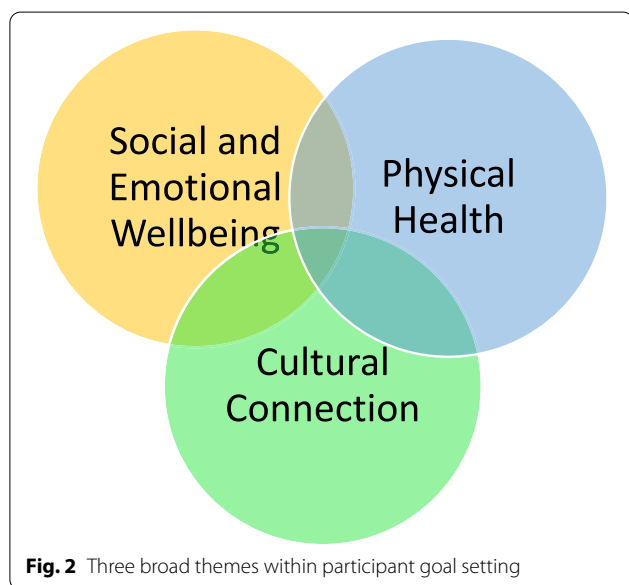 Social and
Emotional
Wellbeing
Physical
Health
Cultural
Connection
Fig. 2 Three broad themes within participant goal setting